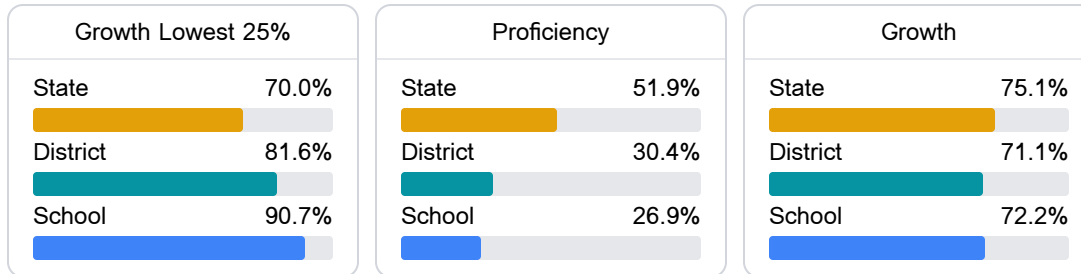 Growth Lowest 25%
State 70.0%
District 81.6%
School 90.7%
Proficiency
State 51.9%
District 30.4%
School 26.9%
Growth
State 75.1%
District 71.1%
School 72.2%